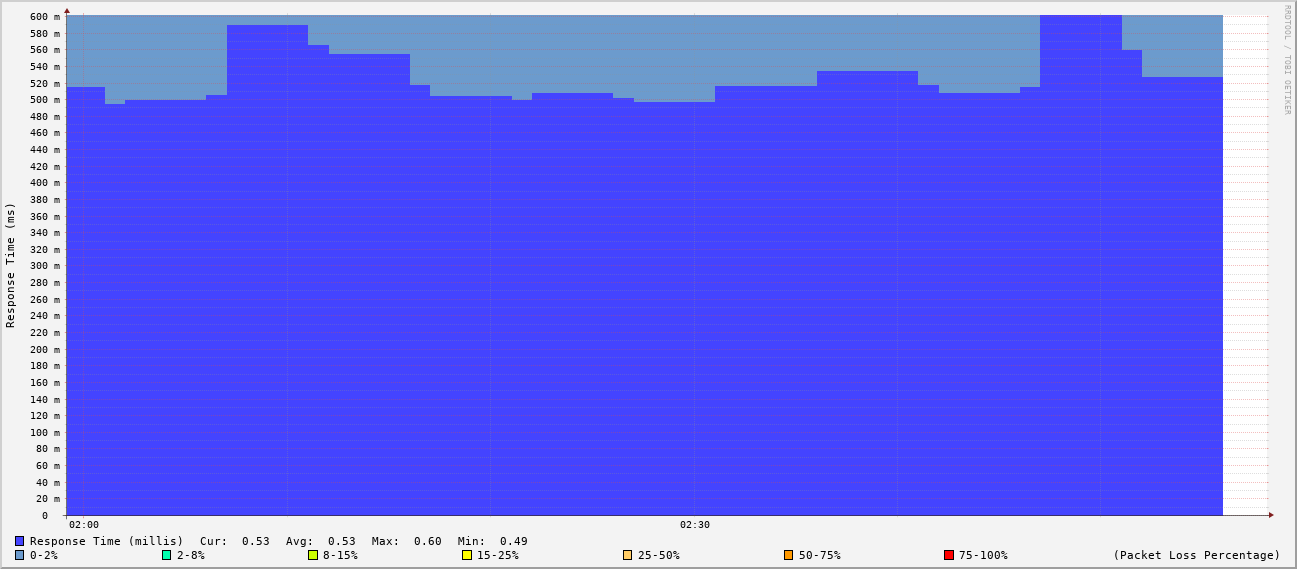 RRDTOOL / TOBI OETIKER
Response Time (ms)
600 m
580 m
560 m
540 m
520 m
500 m
480 m
460 m
440 m
420 m
400 m
380 m
360 m
340 m
320 m
300 m
280 m
260 m
240 m
220 m
200 m
180 m
160 m
140 m
120 m
100 m
80 m
60 m
40 m
20 m
0
02:00 02:30
Response Time (millis) Cur: 0.53 Avg: 0.53 Max: 0.60 Min: 0.49
0-2% 2-8% 8-15% 15-25% 25-50% 50-75% 75-100% (Packet Loss Percentage)